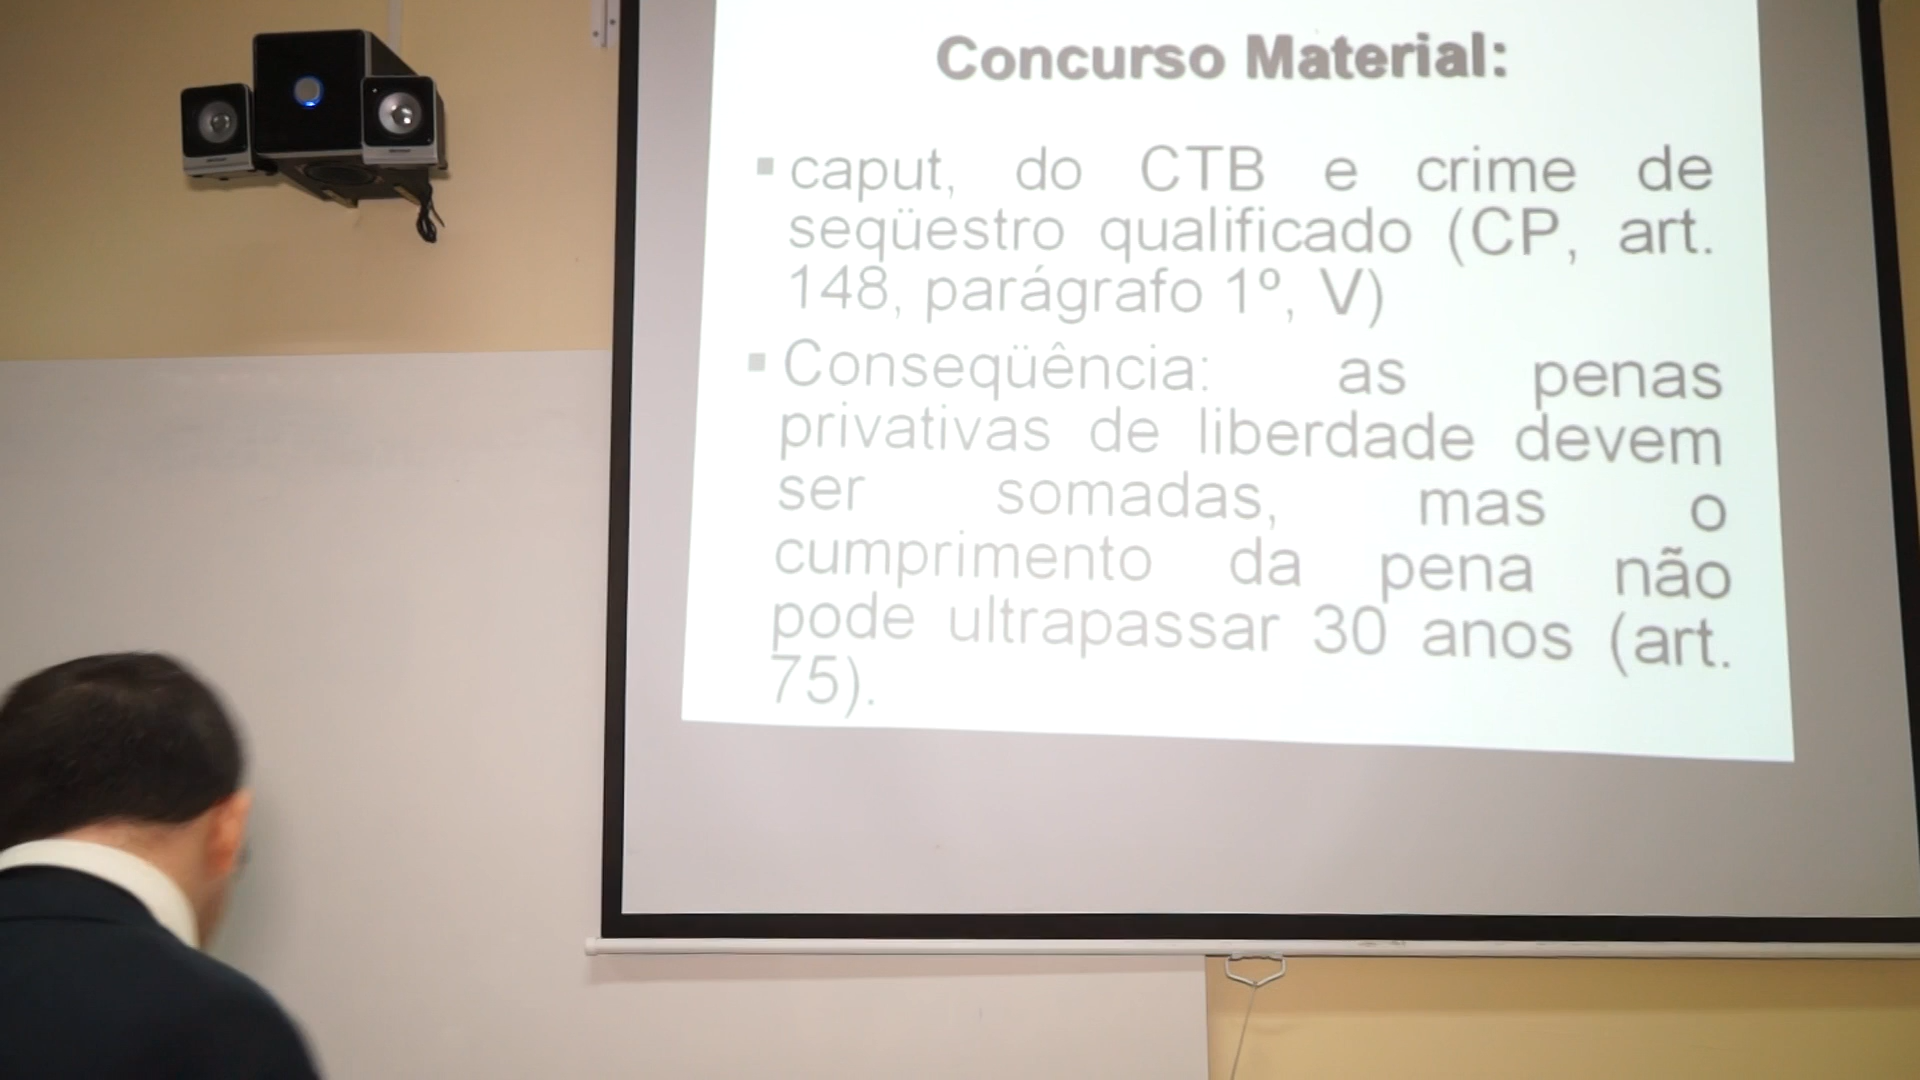 Concurso Material:
caput, do CTB e crime de
seqüestro qualificado (CP, art.
148, parágrafo 1º, V)
Conseqüência: as penas
privativas de liberdade devem
ser somadas, mas o
cumprimento da pena não
pode ultrapassar 30 anos (art.
75).